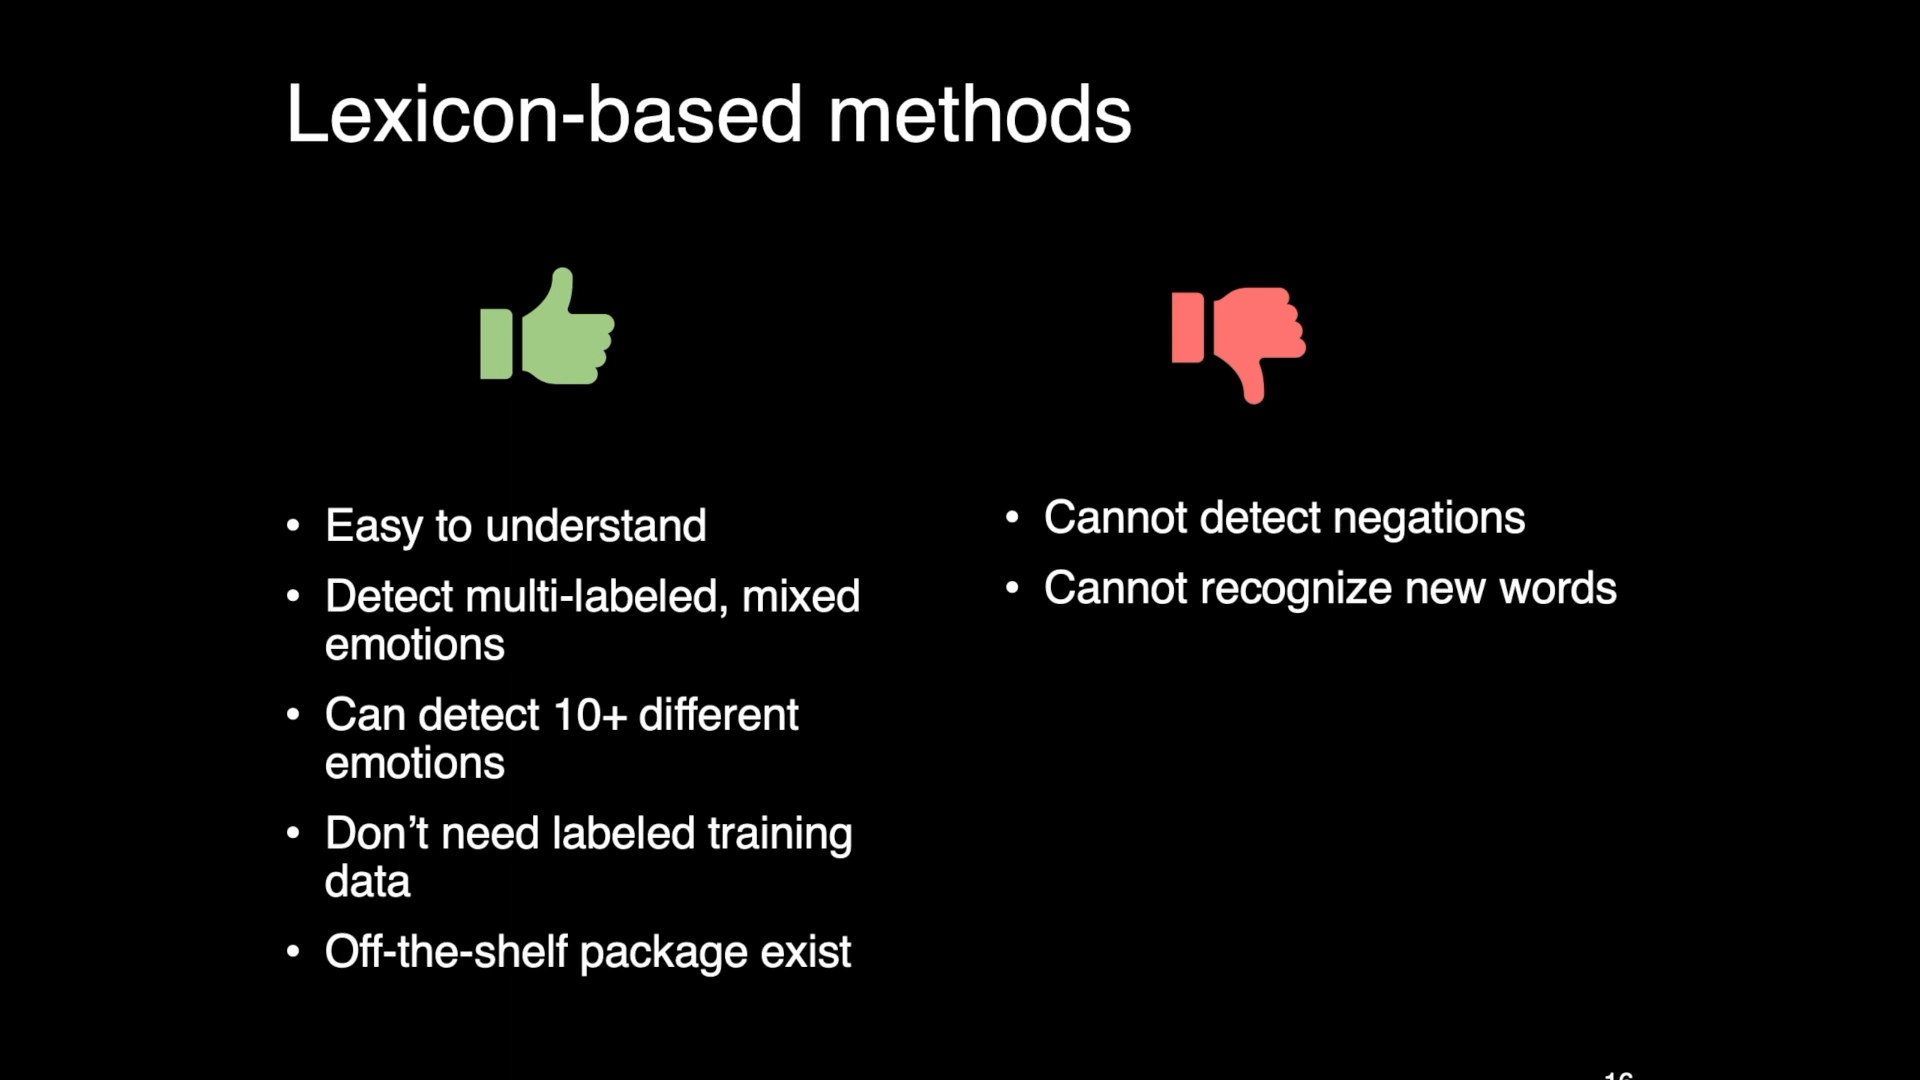 Lexicon-based methods
• Easy to understand
• Detect multi-labeled, mixed
emotions
• Can detect 10+ different
emotions
• Don’t need labeled training
data
• Off-the-shelf package exist
• Cannot detect negations
• Cannot recognize new words